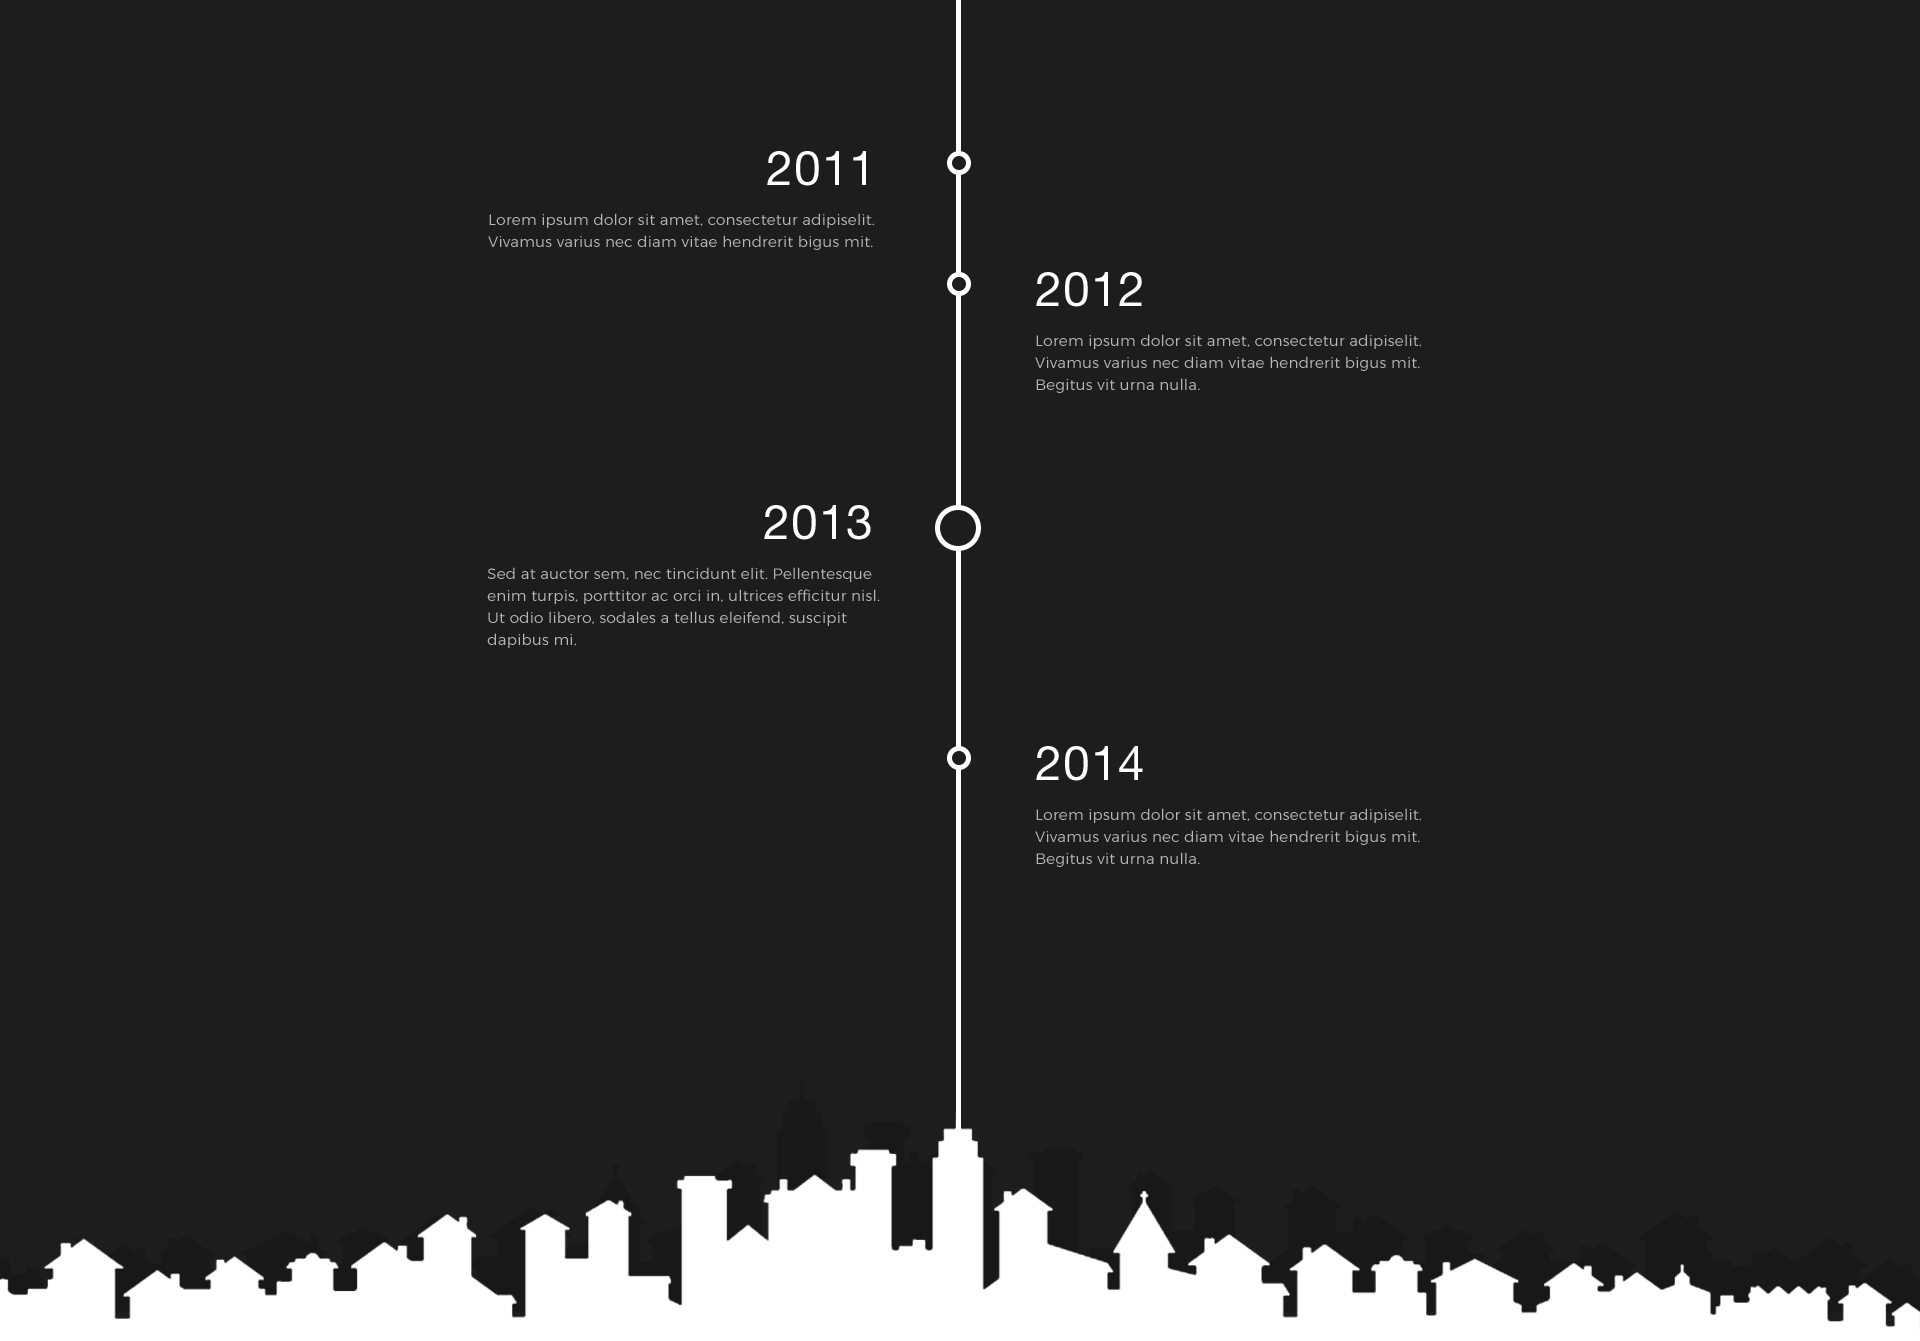 2011
Lorem ipsum dolor sit amet, consectetur adipiselit.
Vivamus varius nec diam vitae hendrerit bigus mit.
2012
Lorem ipsum dolor sit amet, consectetur adipiselit.
Vivamus varius nec diam vitae hendrerit bigus mit.
Begitus vit urna nulla.
2013
Sed at auctor sem, nec tincidunt elit. Pellentesque
enim turpis, porttitor ac orci in, ultrices efficitur nisl.
Ut odio libero, sodales a tellus eleifend, suscipit
dapibus mi.
2014
Lorem ipsum dolor sit amet, consectetur adipiselit.
Vivamus varius nec diam vitae hendrerit bigus mit.
Begitus vit urna nulla.